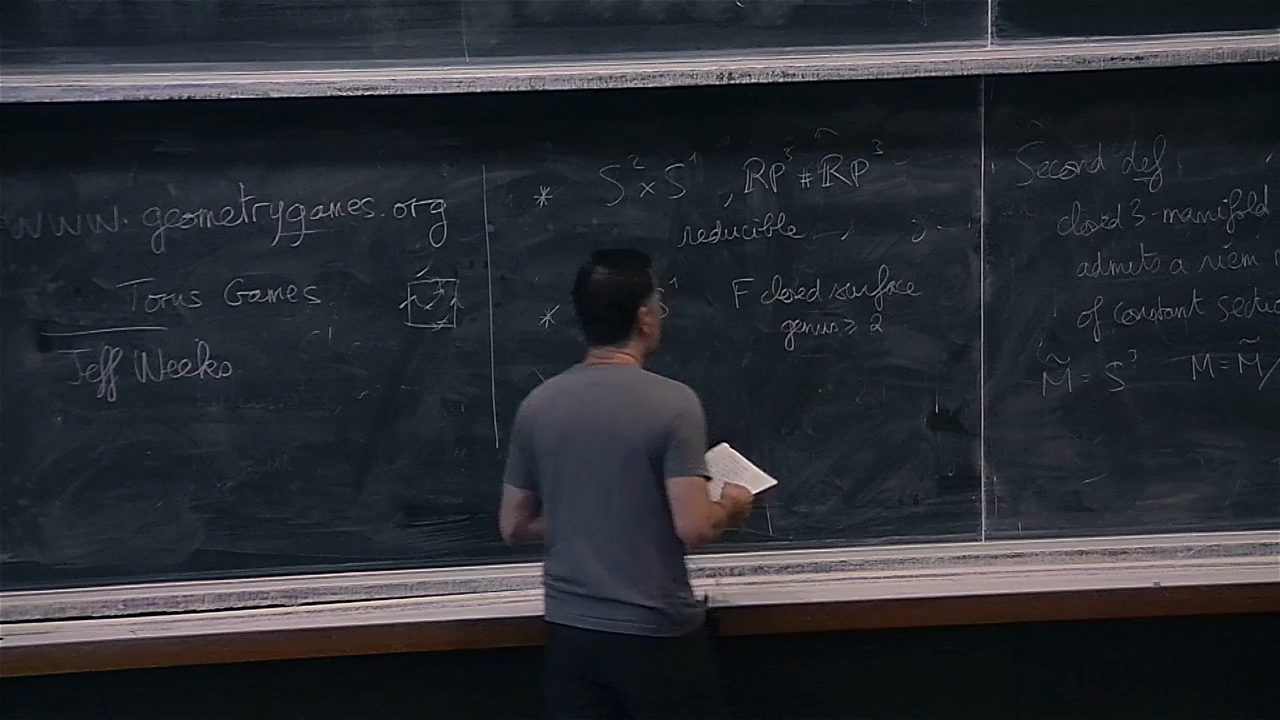 www.geometrygames.org
Torus Games
Jeff Weeks
* S² × S¹, RP³ # RP³
reducible
* S¹ F closed surface
genus ≥ 2
Second def
closed 3-manifold
admits a riem
of constant
M̃ = S³ M = M̃/